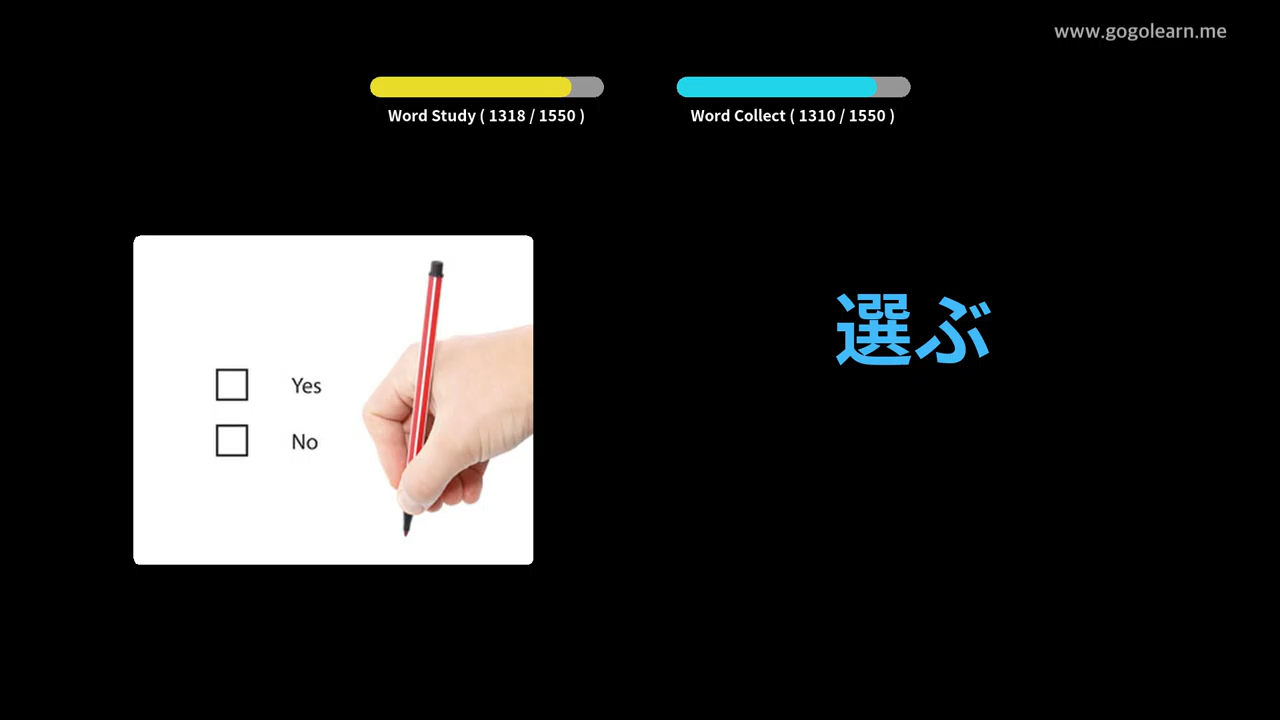 www.gogolearn.me
Word Study ( 1318 / 1550 )
Word Collect ( 1310 / 1550 )
Yes
No
選ぶ